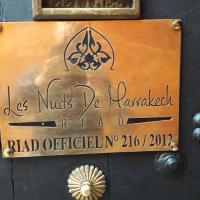 Les Nuits De Marrakech
RIAD
RIAD OFFICIEL N° 216 / 2012